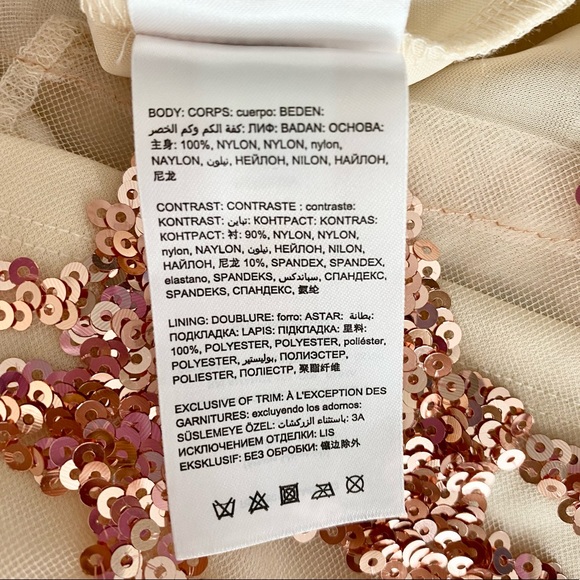 BODY: CORPS: cuerpo: BEDEN:
كفة الكم وكم القميص: ЛИФ: BADAN: ОСНОВА:
主身: 100%, NYLON, NYLON, nylon,
NAYLON, نيلون, НЕЙЛОН, NILON, НАЙЛОН,
尼龙
CONTRAST: CONTRASTE : contraste:
KONTRAST: تباين: КОНТРАСТ: KONTRAS:
КОНТРАСТ: 衬: 90%, NYLON, NYLON,
nylon, NAYLON, نيلون, НЕЙЛОН, NILON,
НАЙЛОН, 尼龙 10%, SPANDEX, SPANDEX,
elastano, SPANDEKS, سباندكس, СПАНДЕКС,
SPANDEKS, СПАНДЕКС, 氨纶
LINING: DOUBLURE: forro: ASTAR: بطانة:
ПОДКЛАДКА: LAPIS: ПІДКЛАДКА: 里料:
100%, POLYESTER, POLYESTER, poliéster,
POLYESTER, بوليستير, ПОЛИЭСТЕР,
POLIESTER, ПОЛІЕСТР, 聚酯纤维
EXCLUSIVE OF TRIM: À L'EXCEPTION DES
GARNITURES: excluyendo los adornos:
SÜSLEMEYE ÖZEL: باستثناء الزركشات: ЗА
ИСКЛЮЧЕНИЕМ ОТДЕЛКИ: LIS
EKSKLUSIF: БЕЗ ОБРОБКИ: 镶边除外